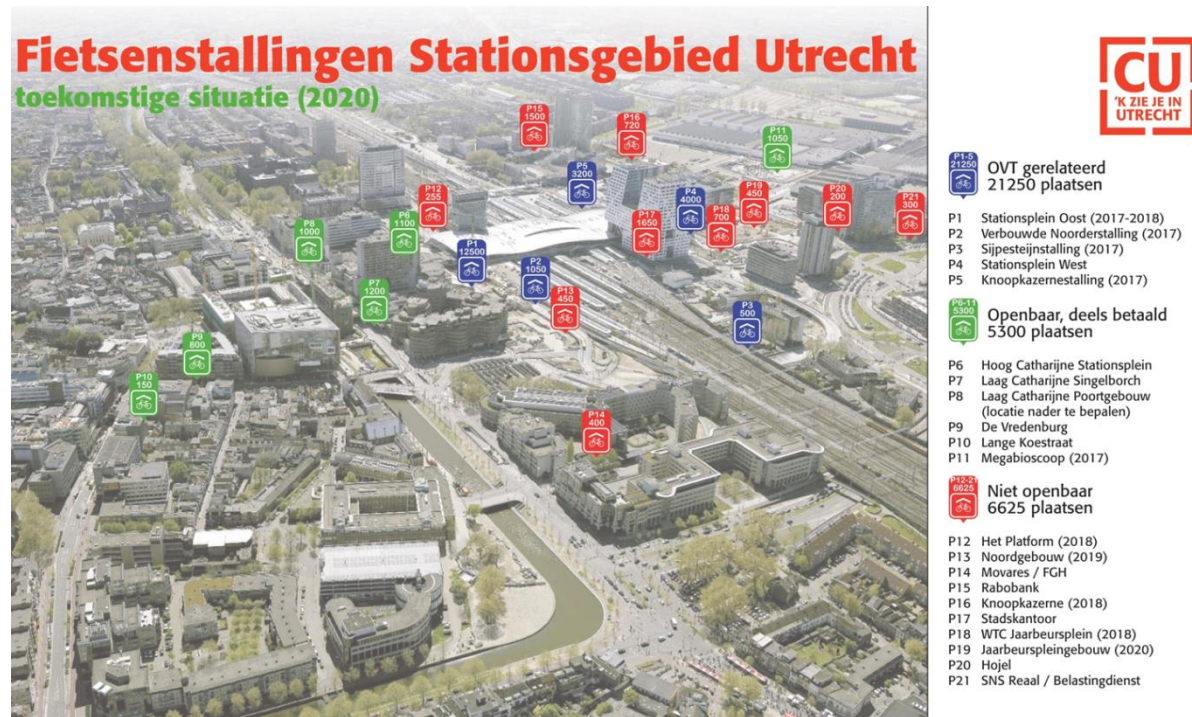 Fietsenstallingen Stationsgebied Utrecht
toekomstige situatie (2020)
P15
1500
P16
720
P11
1050
P5
3200
P12
255
P6
1100
P8
1000
P4
4000
P19
450
P20
200
P21
300
P17
1650
P18
700
P1
12500
P2
1050
P7
1200
P13
450
P3
500
P9
800
P10
150
P14
400
CU
'K ZIE JE IN
UTRECHT
P1-5
21250
OVT gerelateerd
21250 plaatsen
P1 Stationsplein Oost (2017-2018)
P2 Verbouwde Noorderstalling (2017)
P3 Sijpesteijnstalling (2017)
P4 Stationsplein West
P5 Knoopkazernestalling (2017)
P6-11
5300
Openbaar, deels betaald
5300 plaatsen
P6 Hoog Catharijne Stationsplein
P7 Laag Catharijne Singelborch
P8 Laag Catharijne Poortgebouw
(locatie nader te bepalen)
P9 De Vredenburg
P10 Lange Koestraat
P11 Megabioscoop (2017)
P12-21
6625
Niet openbaar
6625 plaatsen
P12 Het Platform (2018)
P13 Noordgebouw (2019)
P14 Movares / FGH
P15 Rabobank
P16 Knoopkazerne (2018)
P17 Stadskantoor
P18 WTC Jaarbeursplein (2018)
P19 Jaarbeurspleingebouw (2020)
P20 Hojel
P21 SNS Reaal / Belastingdienst